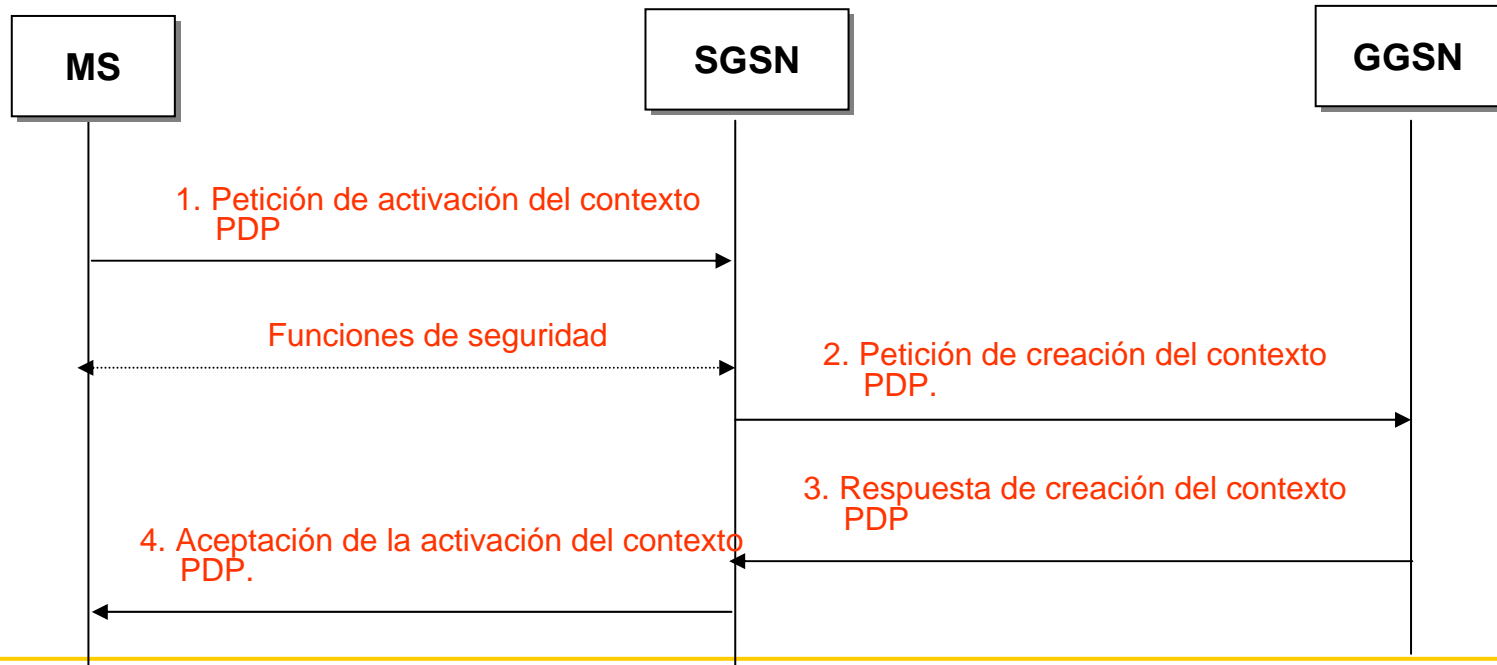 MS
SGSN
GGSN
1. Petición de activación del contexto
PDP
Funciones de seguridad
2. Petición de creación del contexto
PDP.
3. Respuesta de creación del contexto
PDP
4. Aceptación de la activación del contexto
PDP.